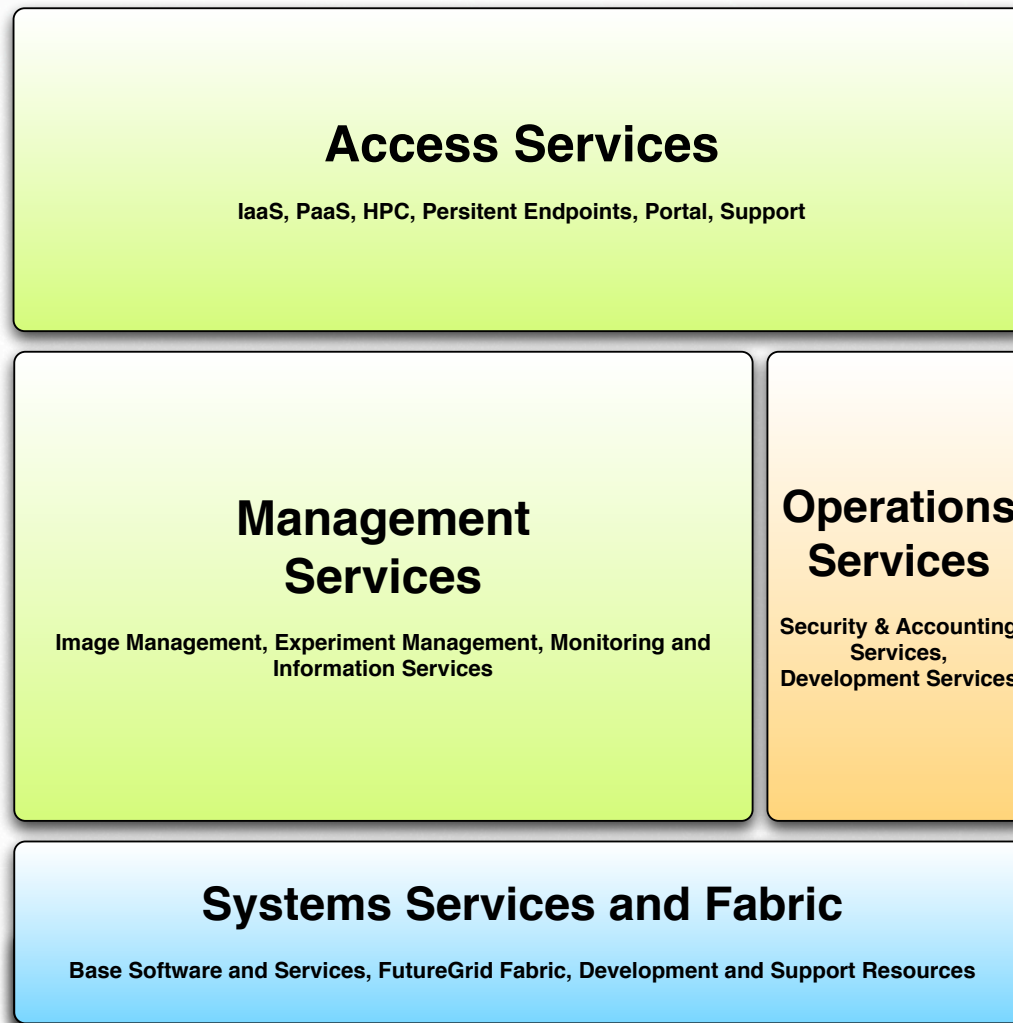 Access Services
IaaS, PaaS, HPC, Persitent Endpoints, Portal, Support
Management
Services
Image Management, Experiment Management, Monitoring and
Information Services
Operations
Services
Security & Accounting
Services,
Development Services
Systems Services and Fabric
Base Software and Services, FutureGrid Fabric, Development and Support Resources